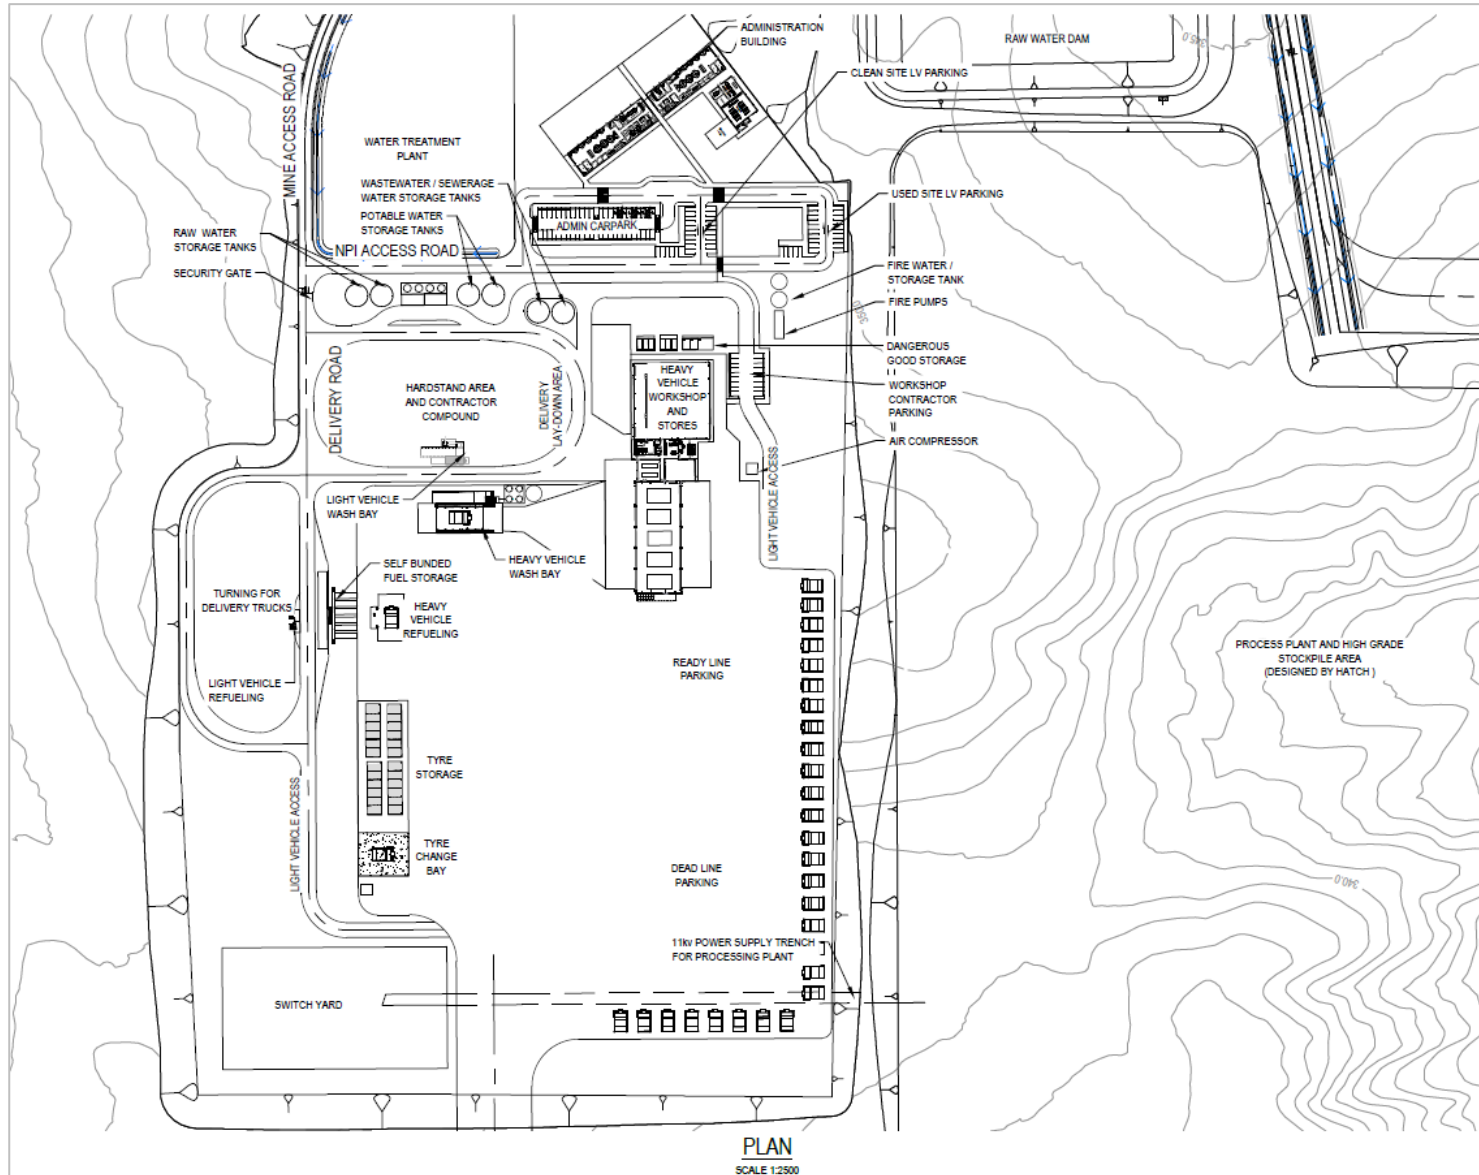 ADMINISTRATION
BUILDING
RAW WATER DAM
345.0
CLEAN SITE LV PARKING
MINE ACCESS ROAD
WATER TREATMENT
PLANT
WASTEWATER / SEWERAGE
WATER STORAGE TANKS
POTABLE WATER
STORAGE TANKS
USED SITE LV PARKING
ADMIN CARPARK
RAW WATER
STORAGE TANKS
NPI ACCESS ROAD
SECURITY GATE
FIRE WATER /
STORAGE TANK
FIRE PUMPS
350.0
DANGEROUS
GOOD STORAGE
DELIVERY ROAD
HARDSTAND AREA
AND CONTRACTOR
COMPOUND
DELIVERY
LAY-DOWN AREA
HEAVY
VEHICLE
WORKSHOP
AND
STORES
WORKSHOP
CONTRACTOR
PARKING
AIR COMPRESSOR
LIGHT VEHICLE
WASH BAY
LIGHT VEHICLE ACCESS
HEAVY VEHICLE
WASH BAY
SELF BUNDED
FUEL STORAGE
TURNING FOR
DELIVERY TRUCKS
HEAVY
VEHICLE
REFUELING
PROCESS PLANT AND HIGH GRADE
STOCKPILE AREA
(DESIGNED BY HATCH )
READY LINE
PARKING
LIGHT VEHICLE
REFUELING
TYRE
STORAGE
LIGHT VEHICLE ACCESS
TYRE
CHANGE
BAY
DEAD LINE
PARKING
340.0
11kv POWER SUPPLY TRENCH
FOR PROCESSING PLANT
SWITCH YARD
PLAN
SCALE 1:2500